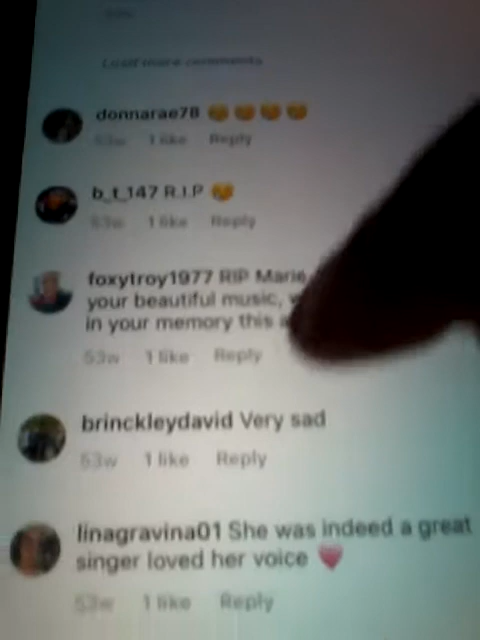 Load more comments
donnarae78 😢😢😢😢
53w 1 like Reply
b_t_147 R.I.P 😢
53w 1 like Reply
foxytroy1977 RIP Marie
your beautiful music,
in your memory this
53w 1 like Reply
brinckleydavid Very sad
53w 1 like Reply
linagravina01 She was indeed a great
singer loved her voice 💗
53w 1 like Reply